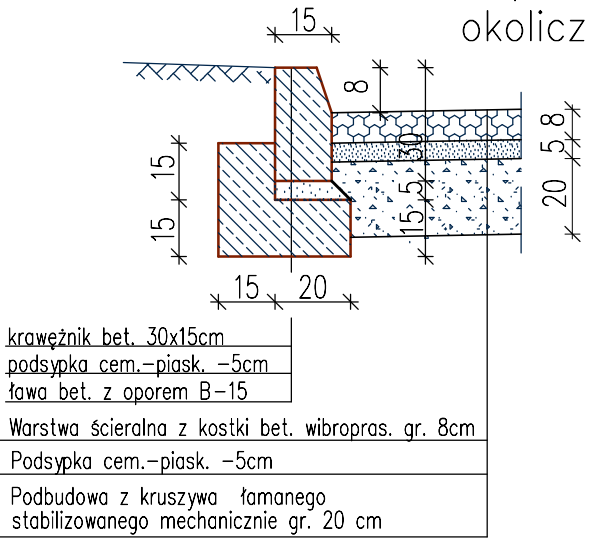 okolicz
15
8
30
5
15
15
15
8
5
20
15
20
krawężnik bet. 30x15cm
podsypka cem.-piask. -5cm
ława bet. z oporem B-15
Warstwa ścieralna z kostki bet. wibropras. gr. 8cm
Podsypka cem.-piask. -5cm
Podbudowa z kruszywa łamanego
stabilizowanego mechanicznie gr. 20 cm